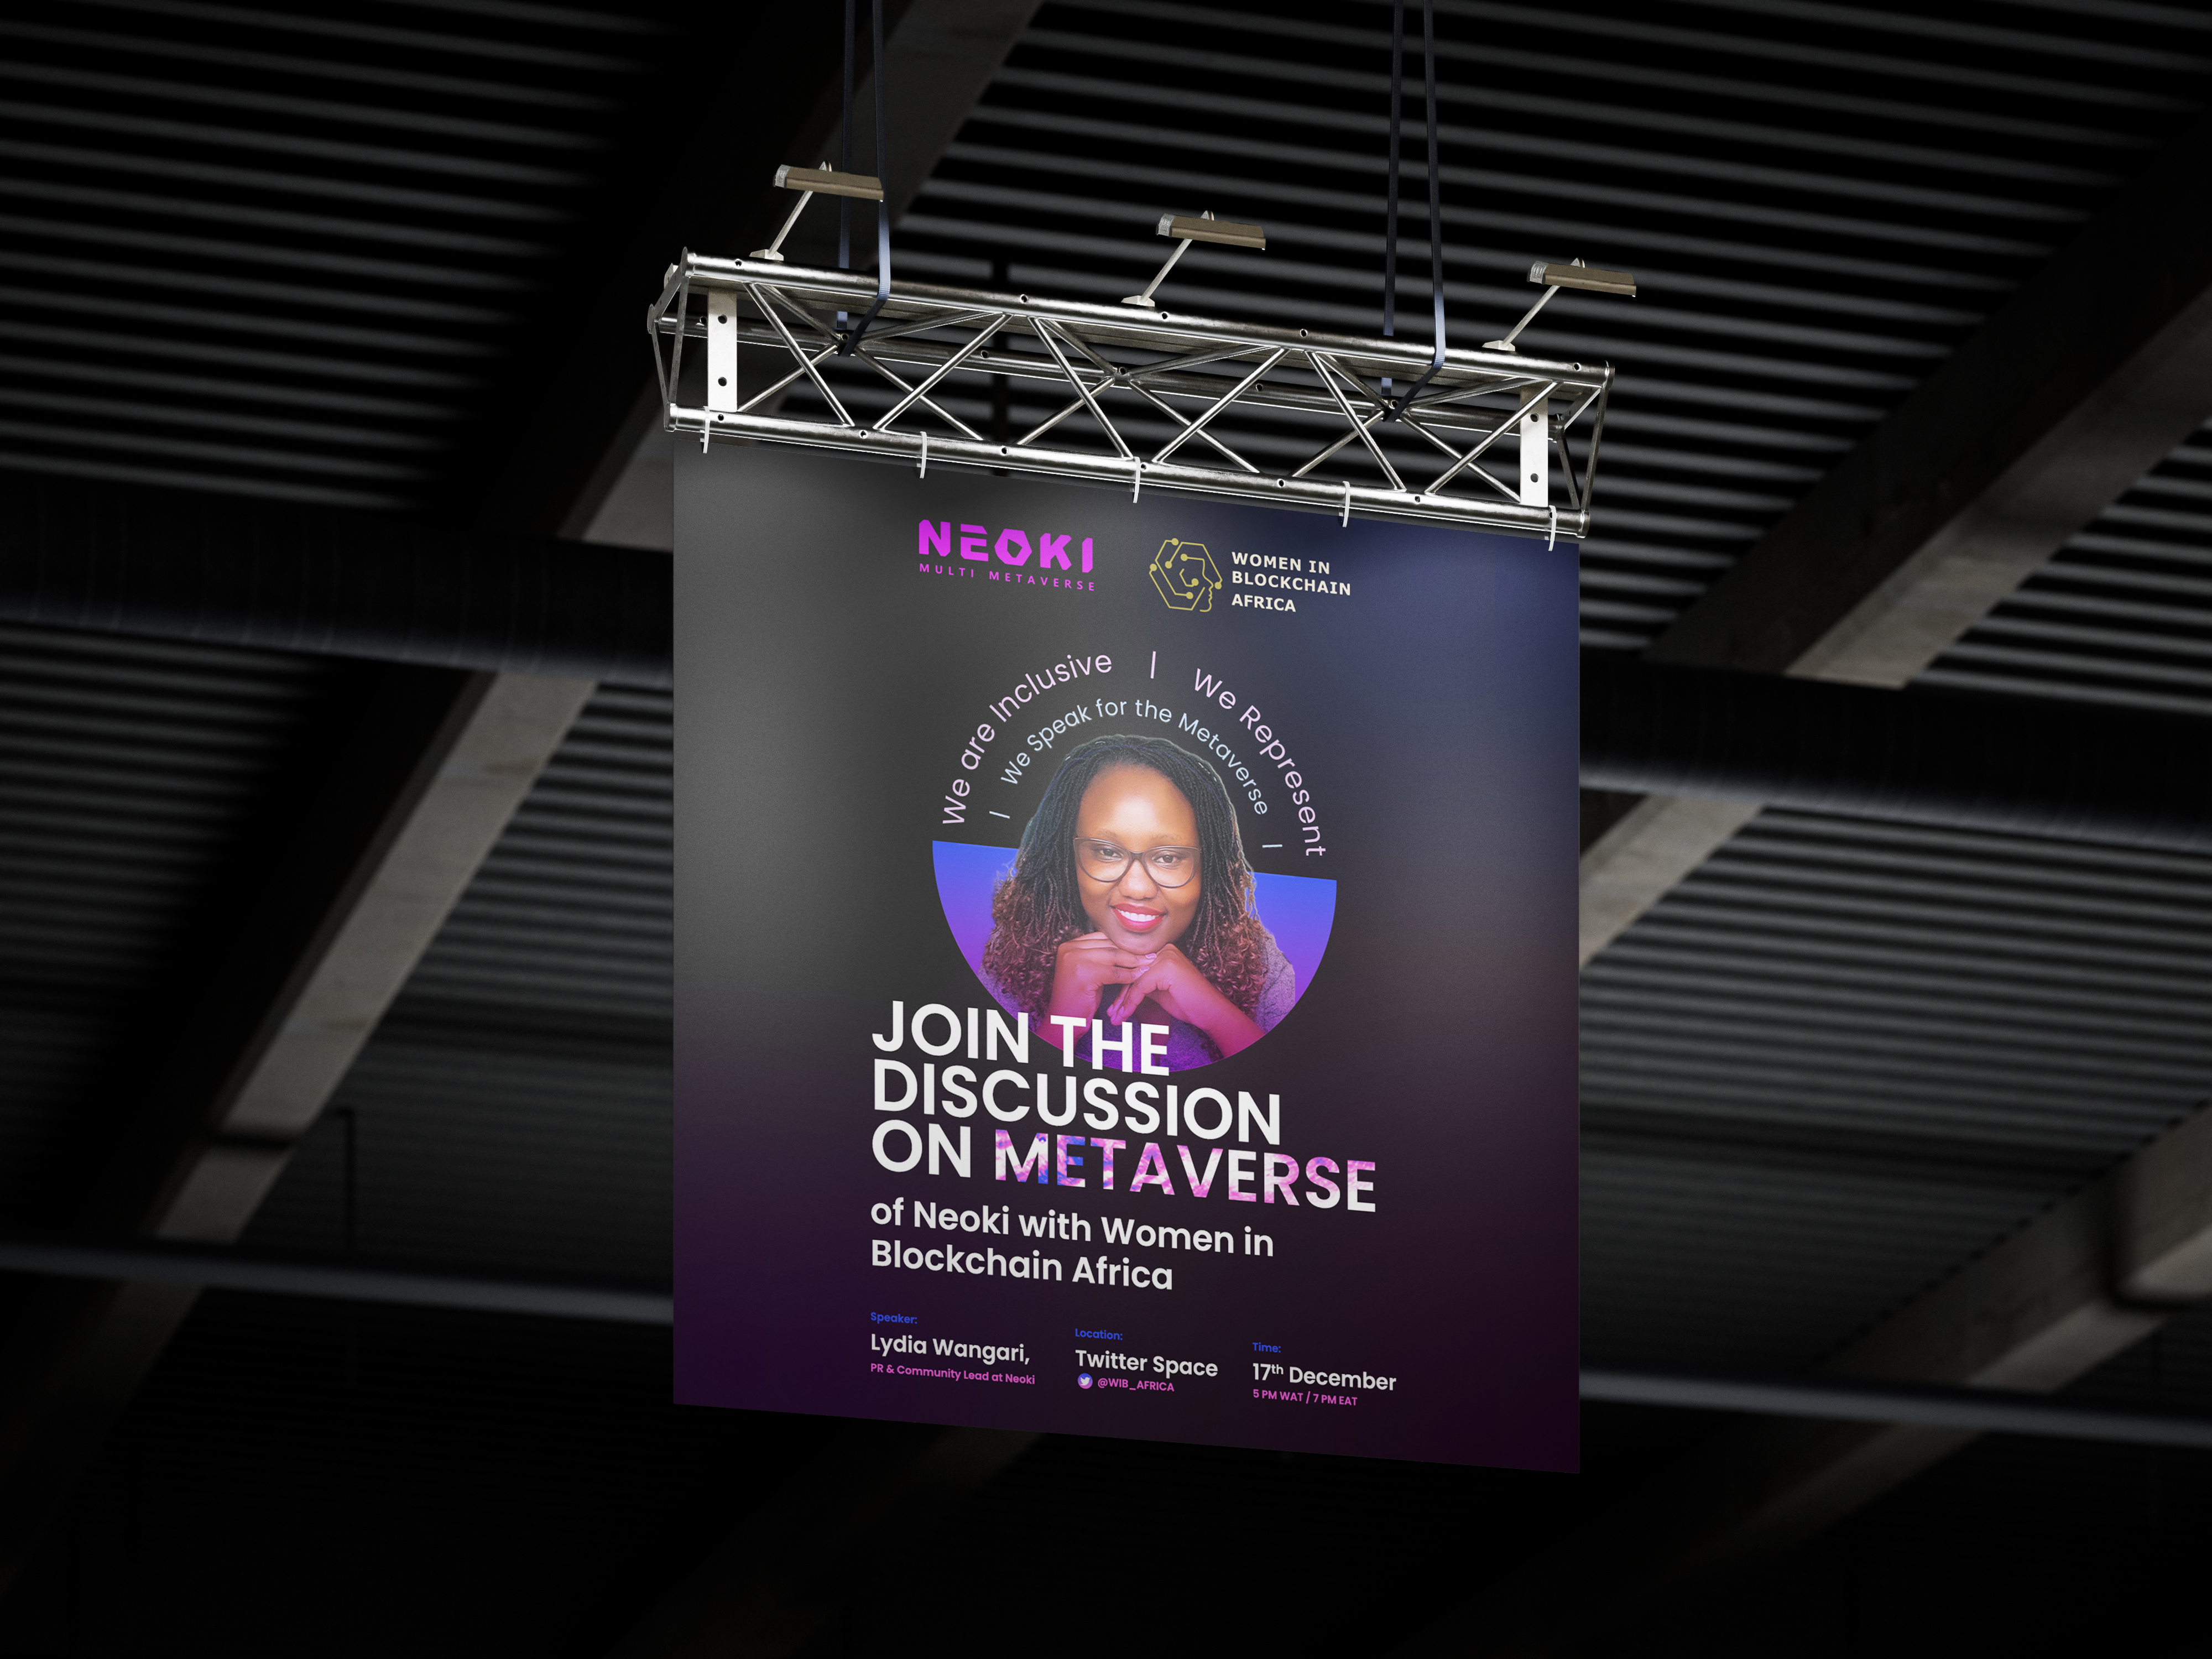 NEOKI
MULTI METAVERSE
WOMEN IN
BLOCKCHAIN
AFRICA
We are Inclusive | We Represent
| We Speak for the Metaverse |
JOIN THE
DISCUSSION
ON METAVERSE
of Neoki with Women in
Blockchain Africa
Speaker:
Lydia Wangari,
PR & Community Lead at Neoki
Location:
Twitter Space
@WIB_AFRICA
Time:
17th December
5 PM WAT / 7 PM EAT